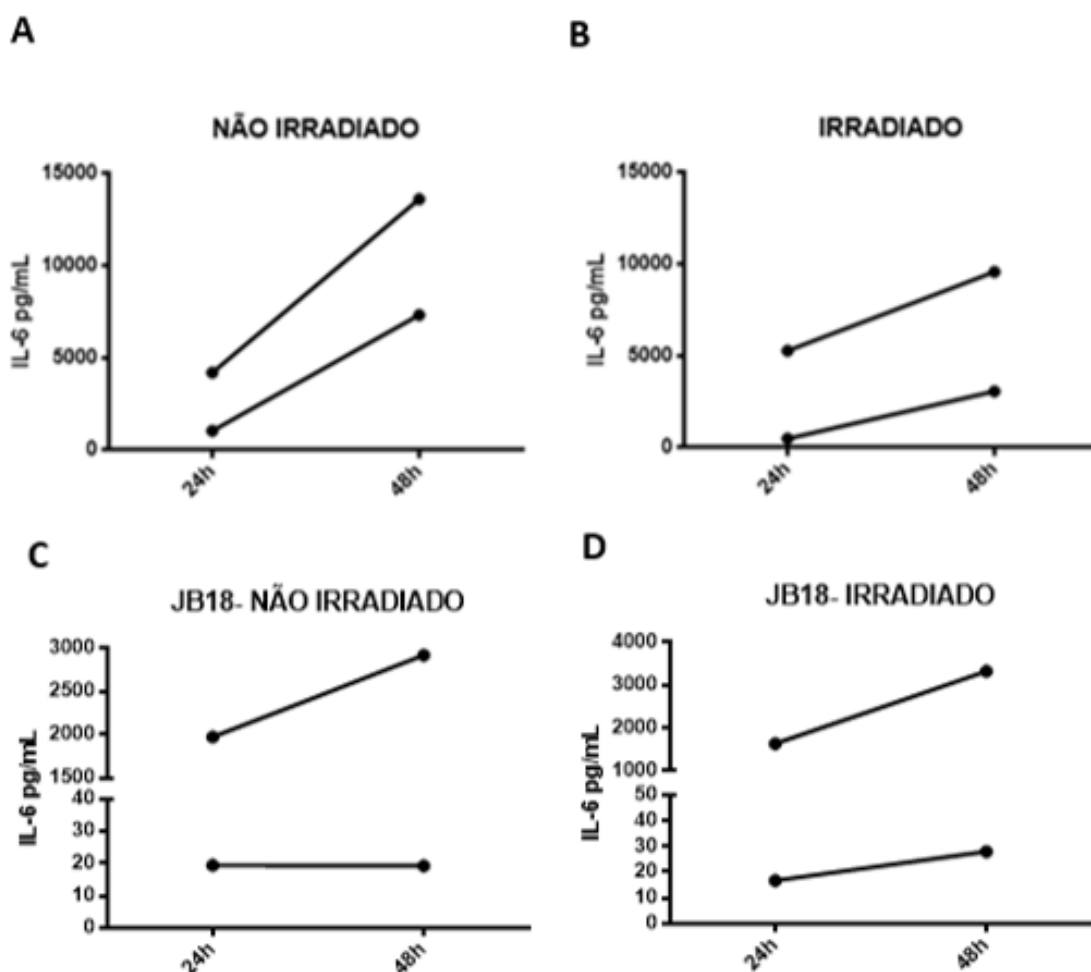 A
NÃO IRRADIADO
15000
10000
5000
0
IL-6 pg/mL
24h
48h
B
IRRADIADO
15000
10000
5000
0
IL-6 pg/mL
24h
48h
C
JB18- NÃO IRRADIADO
3000
2500
2000
1500
40
30
20
10
0
IL-6 pg/mL
24h
48h
D
JB18- IRRADIADO
4000
3000
2000
1000
50
40
30
20
10
0
IL-6 pg/mL
24h
48h